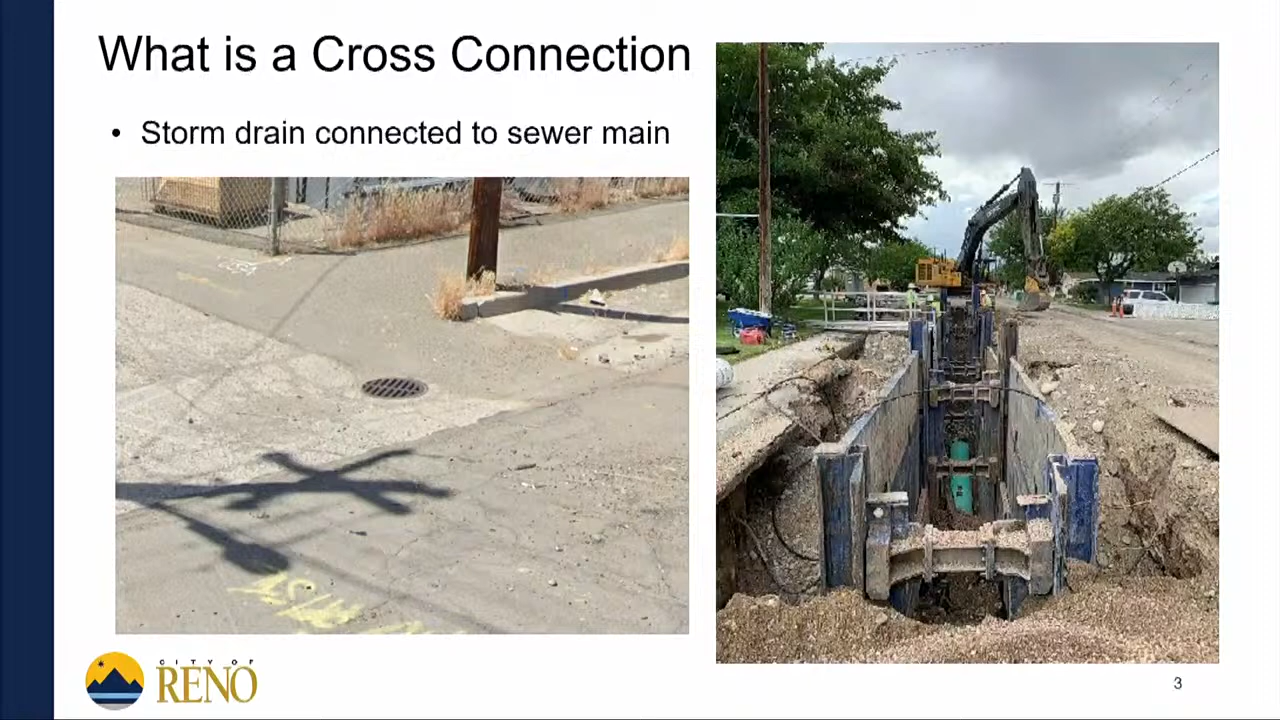 What is a Cross Connection
• Storm drain connected to sewer main
CITY OF
RENO
3